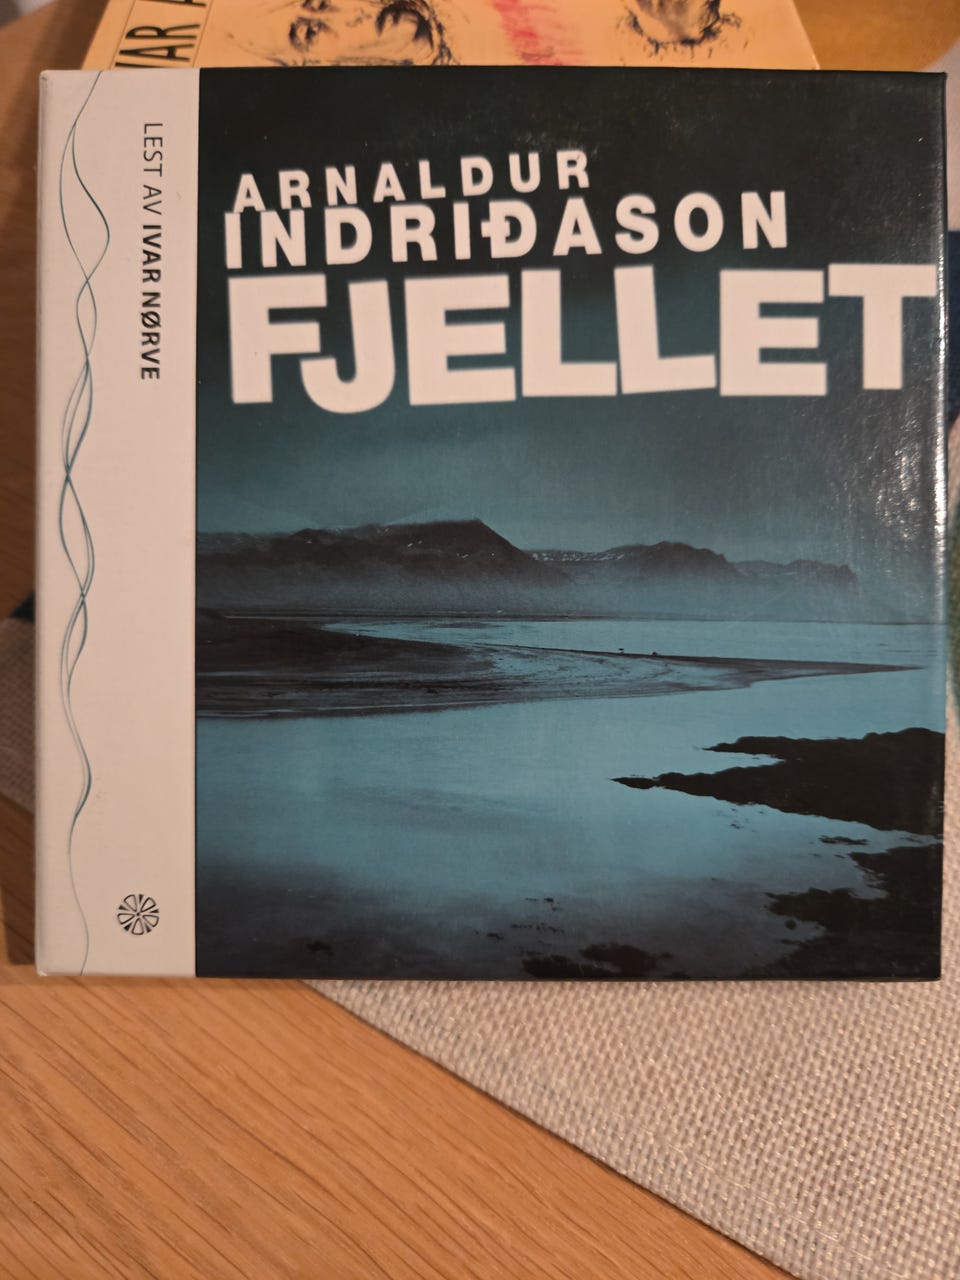 LEST AV IVAR NØRVE
ARNALDUR
INDRIÐASON
FJELLET